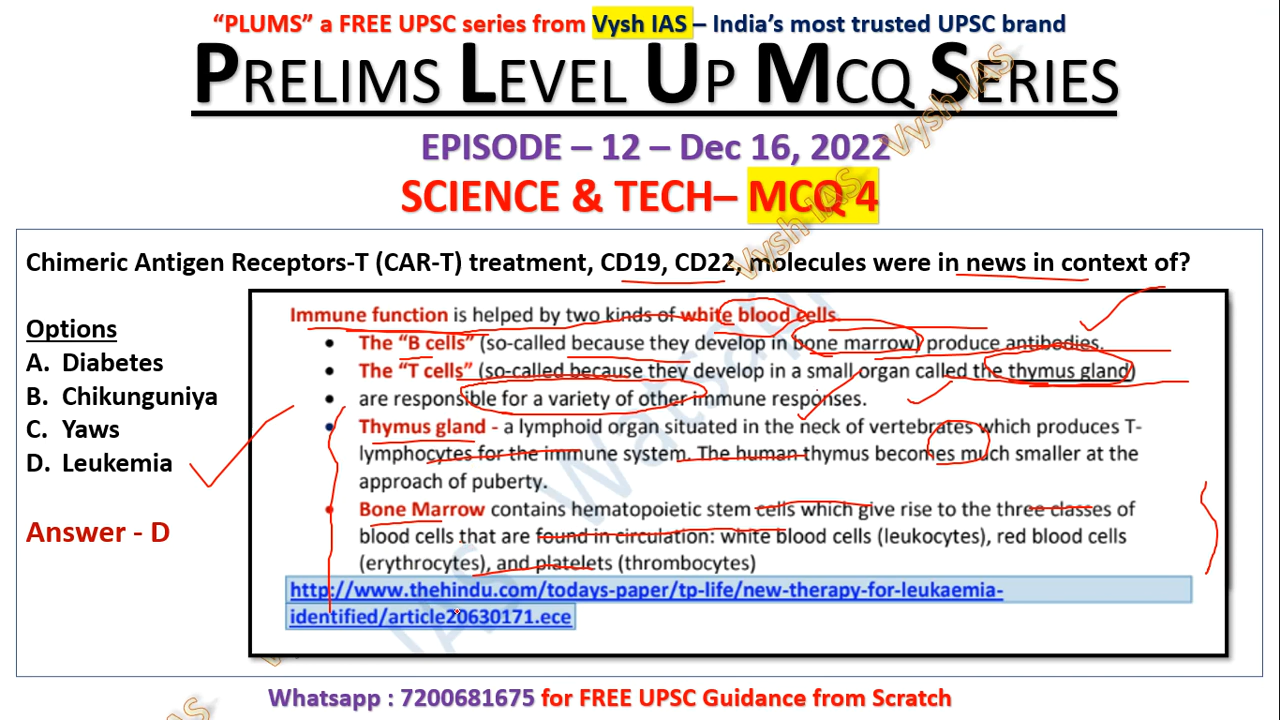 “PLUMS” a FREE UPSC series from Vysh IAS – India’s most trusted UPSC brand
PRELIMS LEVEL UP MCQ SERIES
EPISODE – 12 – Dec 16, 2022
SCIENCE & TECH– MCQ 4
Vysh IAS
Vysh IAS
Chimeric Antigen Receptors-T (CAR-T) treatment, CD19, CD22, molecules were in news in context of?
Options
A. Diabetes
B. Chikunguniya
C. Yaws
D. Leukemia
Answer - D
Immune function is helped by two kinds of white blood cells.
• The “B cells” (so-called because they develop in bone marrow) produce antibodies.
• The “T cells” (so-called because they develop in a small organ called the thymus gland)
• are responsible for a variety of other immune responses.
• Thymus gland - a lymphoid organ situated in the neck of vertebrates which produces T-
lymphocytes for the immune system. The human thymus becomes much smaller at the
approach of puberty.
• Bone Marrow contains hematopoietic stem cells which give rise to the three classes of
blood cells that are found in circulation: white blood cells (leukocytes), red blood cells
(erythrocytes), and platelets (thrombocytes)
http://www.thehindu.com/todays-paper/tp-life/new-therapy-for-leukaemia-
identified/article20630171.ece
IAS
Whatsapp : 7200681675 for FREE UPSC Guidance from Scratch